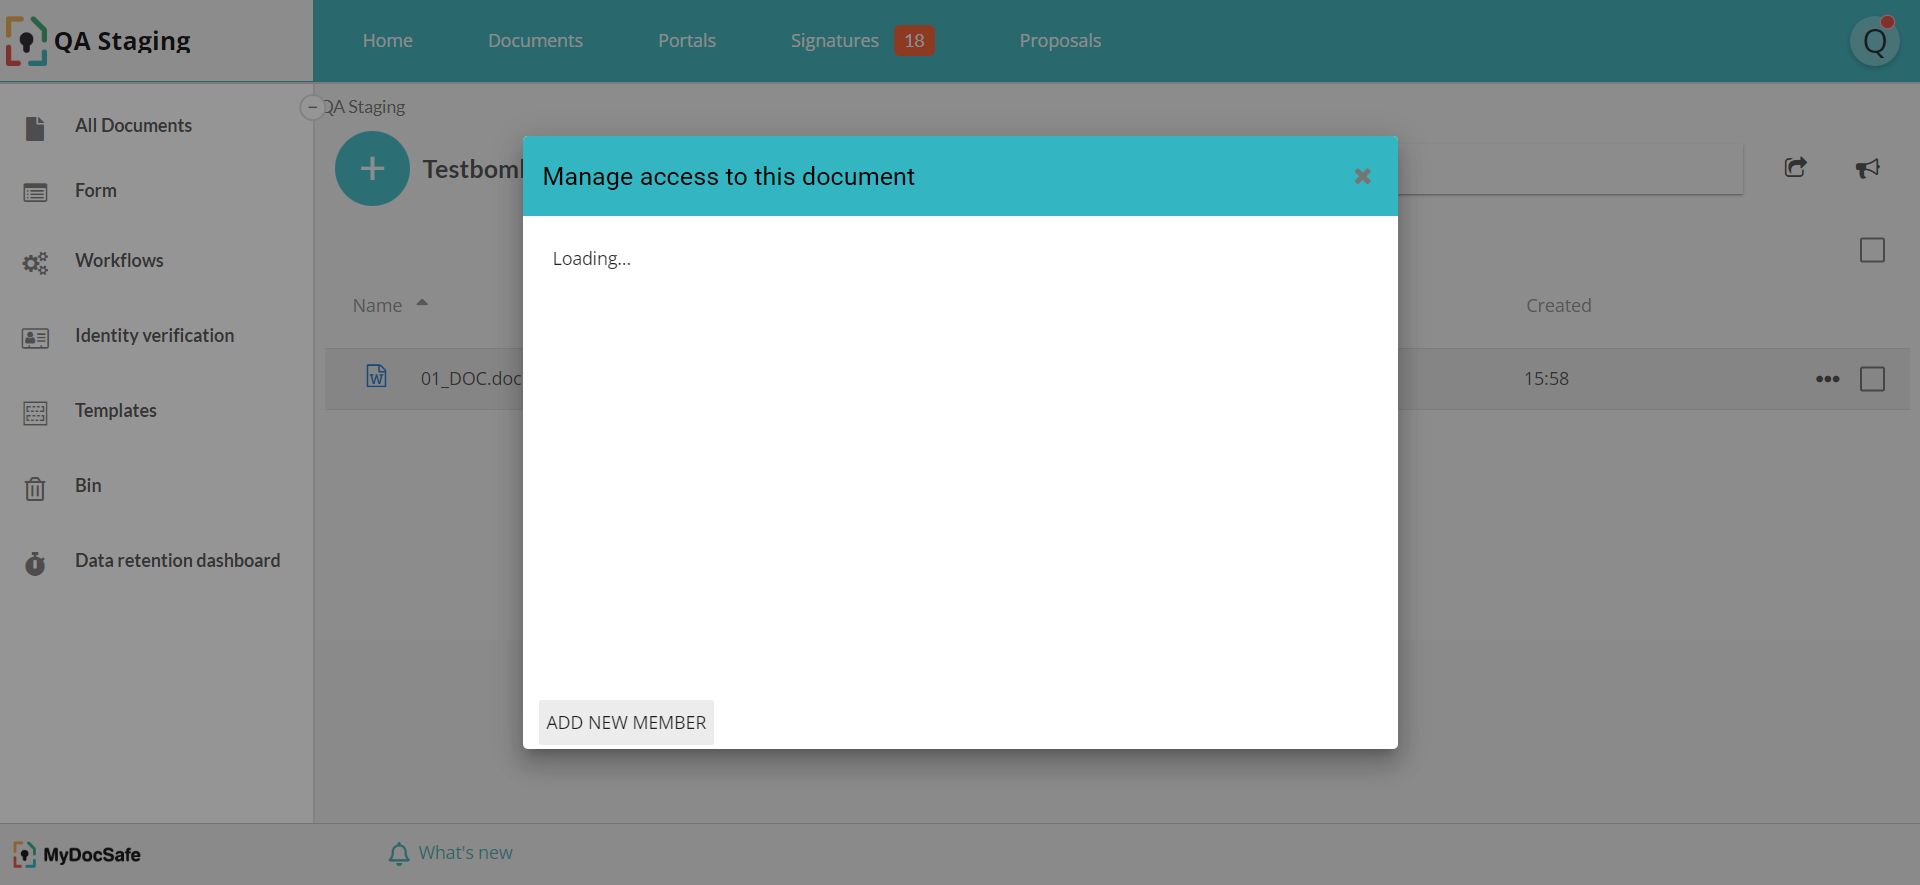 QA Staging
Home
Documents
Portals
Signatures 18
Proposals
Q
All Documents
Form
Workflows
Identity verification
Templates
Bin
Data retention dashboard
QA Staging
Manage access to this document
Loading...
Name
Created
W 01_DOC.doc
15:58
ADD NEW MEMBER
MyDocSafe
What's new